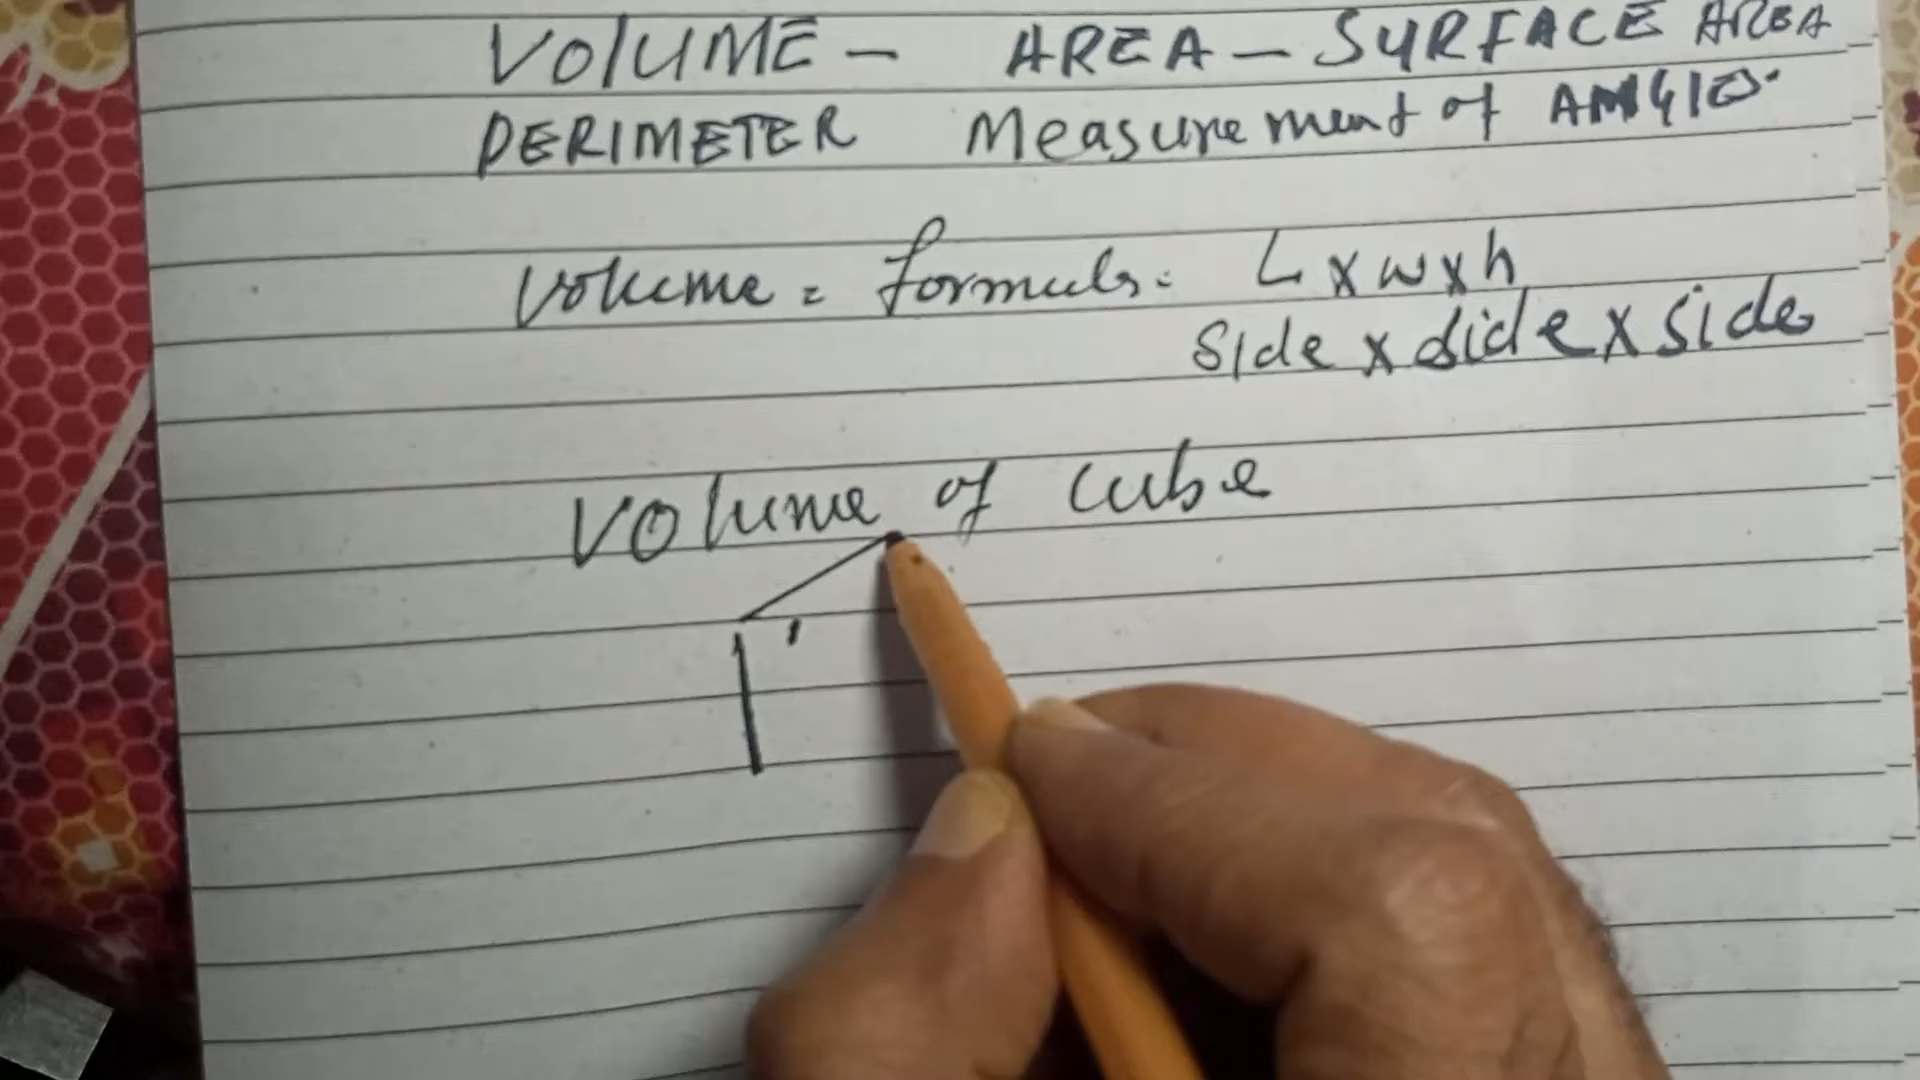 VOLUME - AREA - SURFACE AREA
PERIMETER Measurement of ANGLES.
Volume = formula = L x w x h
Side x side x side
Volume of cube